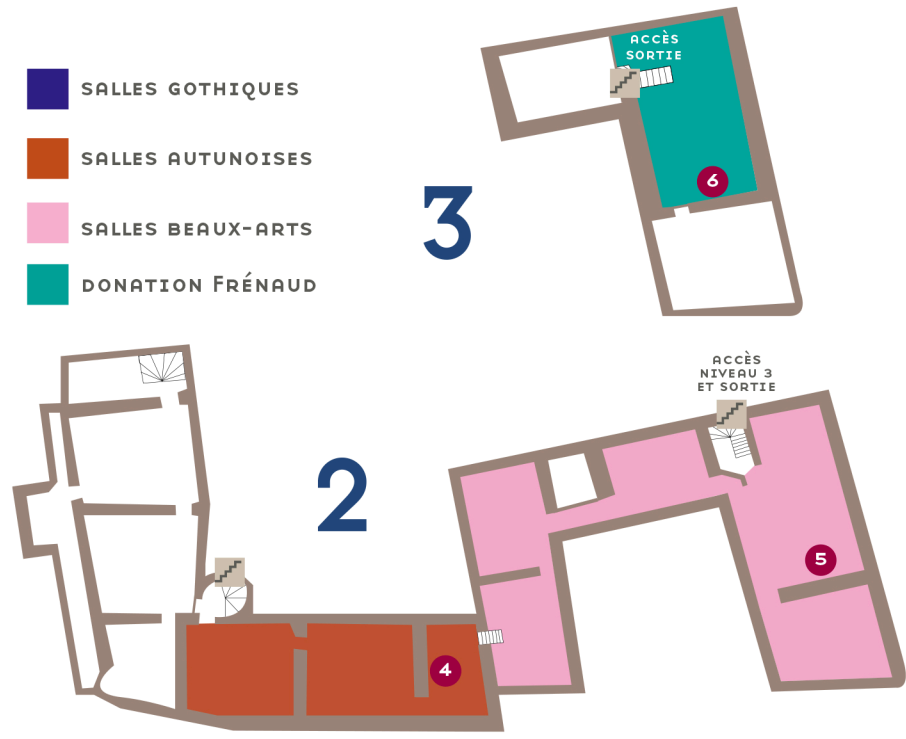 ACCÈS
SORTIE
SALLES GOTHIQUES
SALLES AUTUNOISES
6
3
SALLES BEAUX-ARTS
DONATION FRÉNAUD
ACCÈS
NIVEAU 3
ET SORTIE
2
5
4